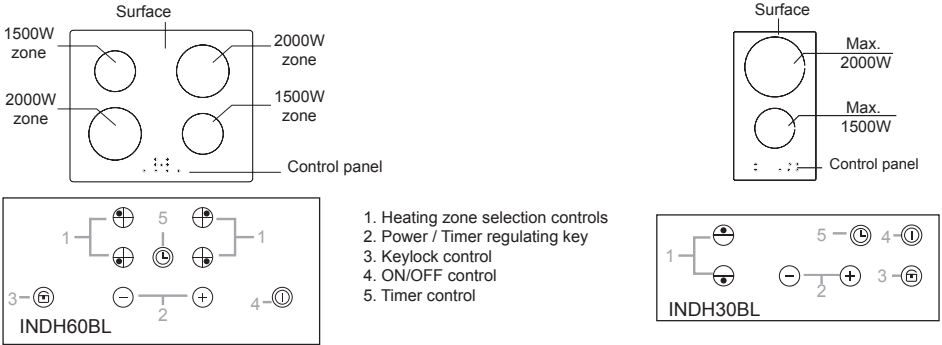 Surface
1500W
zone
2000W
zone
2000W
zone
1500W
zone
Control panel
Surface
Max.
2000W
Max.
1500W
Control panel
1
5
1
3
2
4
INDH60BL
1. Heating zone selection controls
2. Power / Timer regulating key
3. Keylock control
4. ON/OFF control
5. Timer control
1
5
4
2
3
INDH30BL